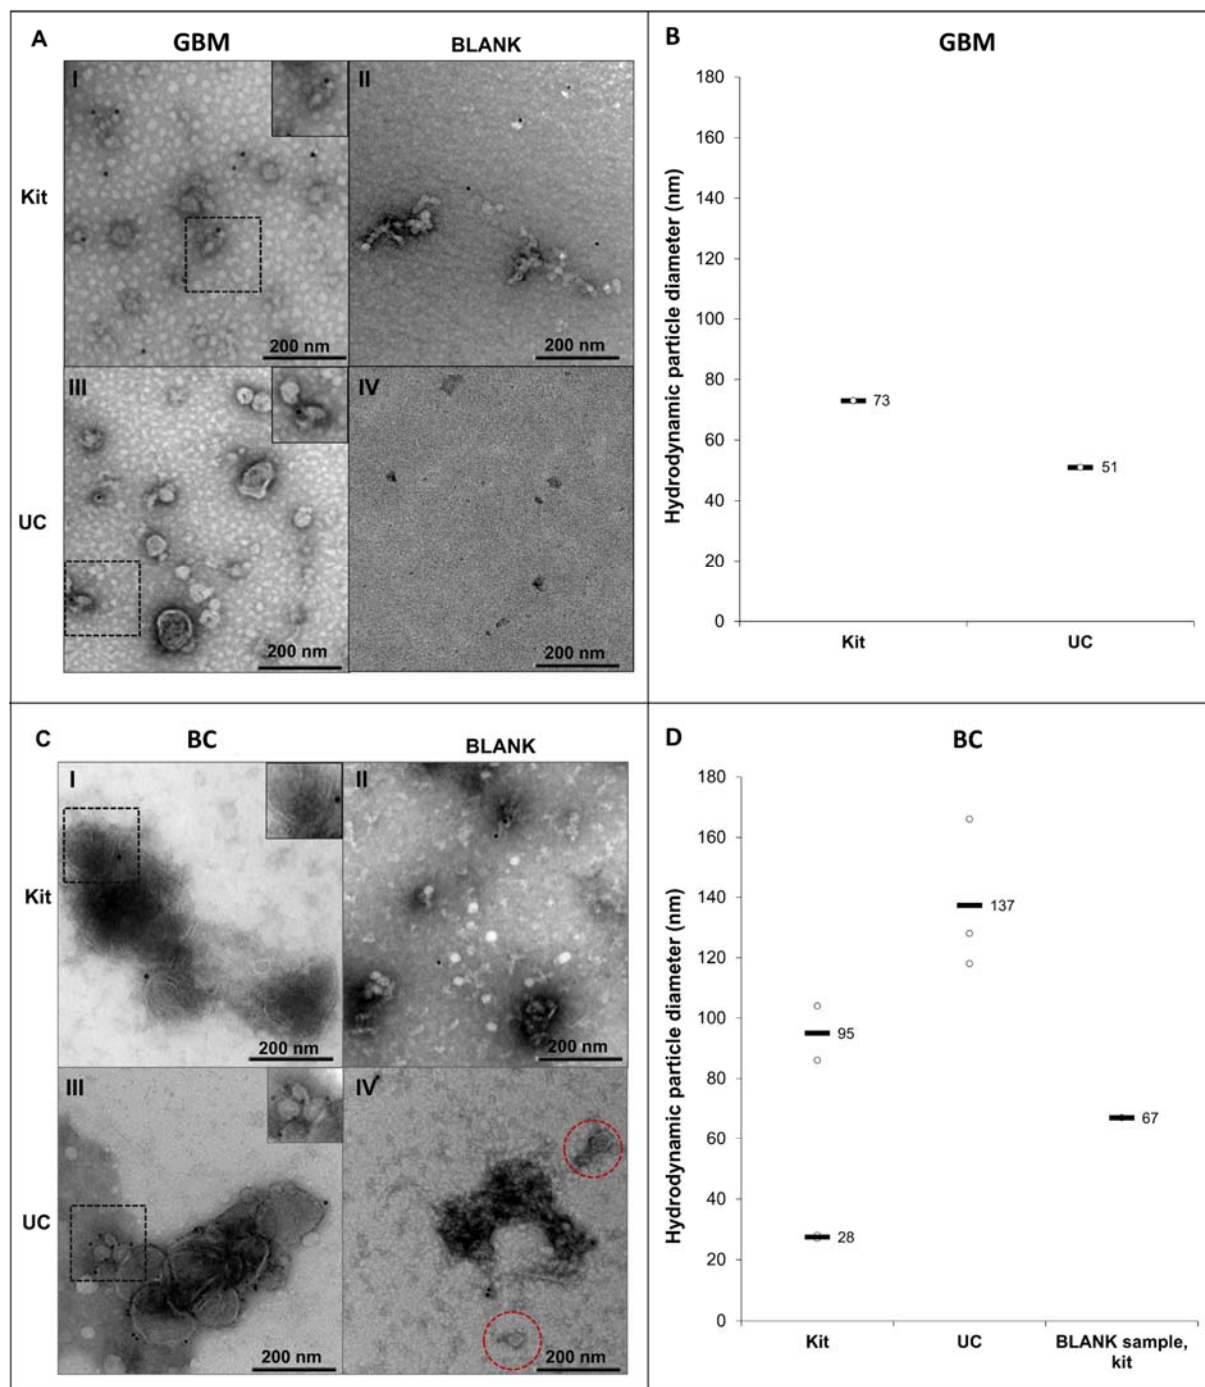 A
GBM
BLANK
Kit
I
II
200 nm
200 nm
UC
III
IV
200 nm
200 nm
B
GBM
Hydrodynamic particle diameter (nm)
180
160
140
120
100
80
60
40
20
0
73
51
Kit
UC
C
BC
BLANK
Kit
I
II
200 nm
200 nm
UC
III
IV
200 nm
200 nm
D
BC
Hydrodynamic particle diameter (nm)
180
160
140
120
100
80
60
40
20
0
95
28
137
67
Kit
UC
BLANK sample,
kit